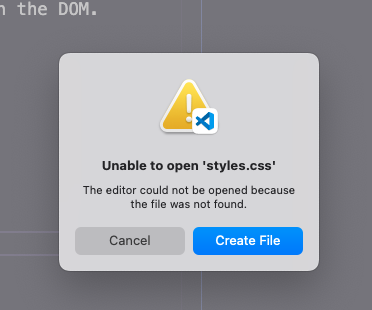 n the DOM.
Unable to open 'styles.css'
The editor could not be opened because
the file was not found.
Cancel
Create File